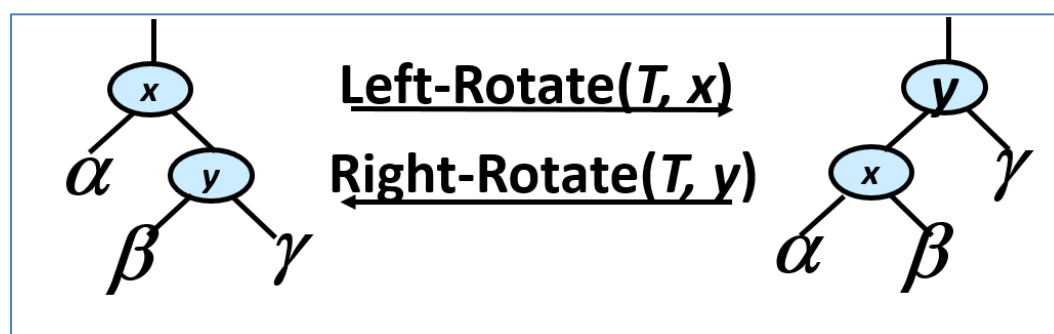 x
Left-Rotate(T, x)
y
α
y
Right-Rotate(T, y)
x
γ
β
γ
α
β